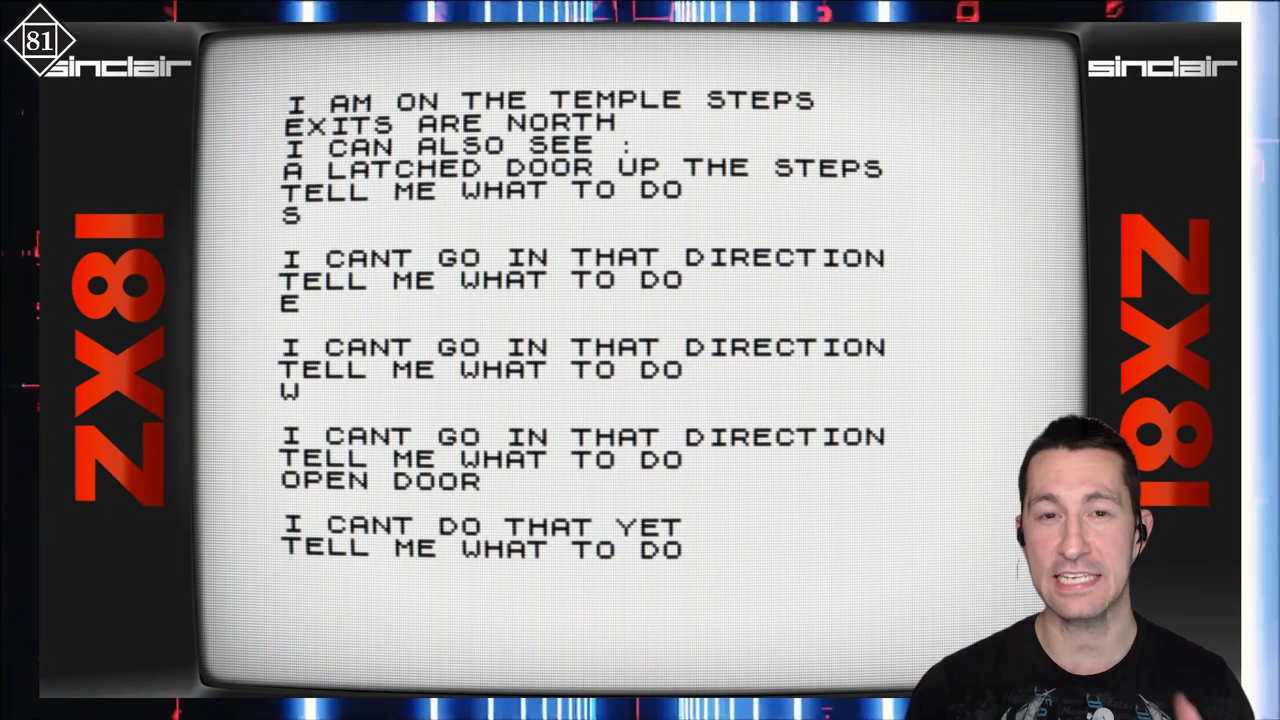 81
sinclair
sinclair
ZX81
ZX81
I AM ON THE TEMPLE STEPS
EXITS ARE NORTH
I CAN ALSO SEE :
A LATCHED DOOR UP THE STEPS
TELL ME WHAT TO DO
S
I CANT GO IN THAT DIRECTION
TELL ME WHAT TO DO
E
I CANT GO IN THAT DIRECTION
TELL ME WHAT TO DO
W
I CANT GO IN THAT DIRECTION
TELL ME WHAT TO DO
OPEN DOOR
I CANT DO THAT YET
TELL ME WHAT TO DO